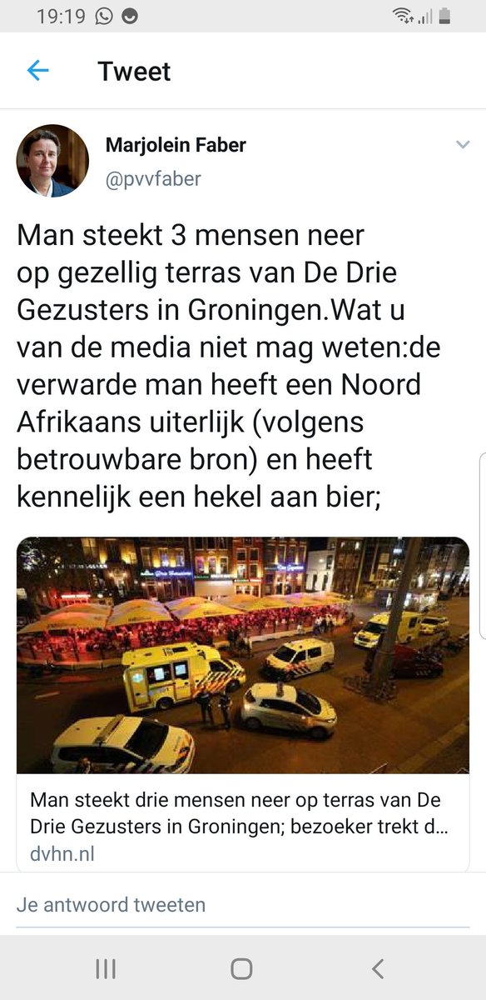 19:19
Tweet
Marjolein Faber
@pvvfaber
Man steekt 3 mensen neer
op gezellig terras van De Drie
Gezusters in Groningen.Wat u
van de media niet mag weten:de
verwarde man heeft een Noord
Afrikaans uiterlijk (volgens
betrouwbare bron) en heeft
kennelijk een hekel aan bier;
Man steekt drie mensen neer op terras van De
Drie Gezusters in Groningen; bezoeker trekt d...
dvhn.nl
Je antwoord tweeten